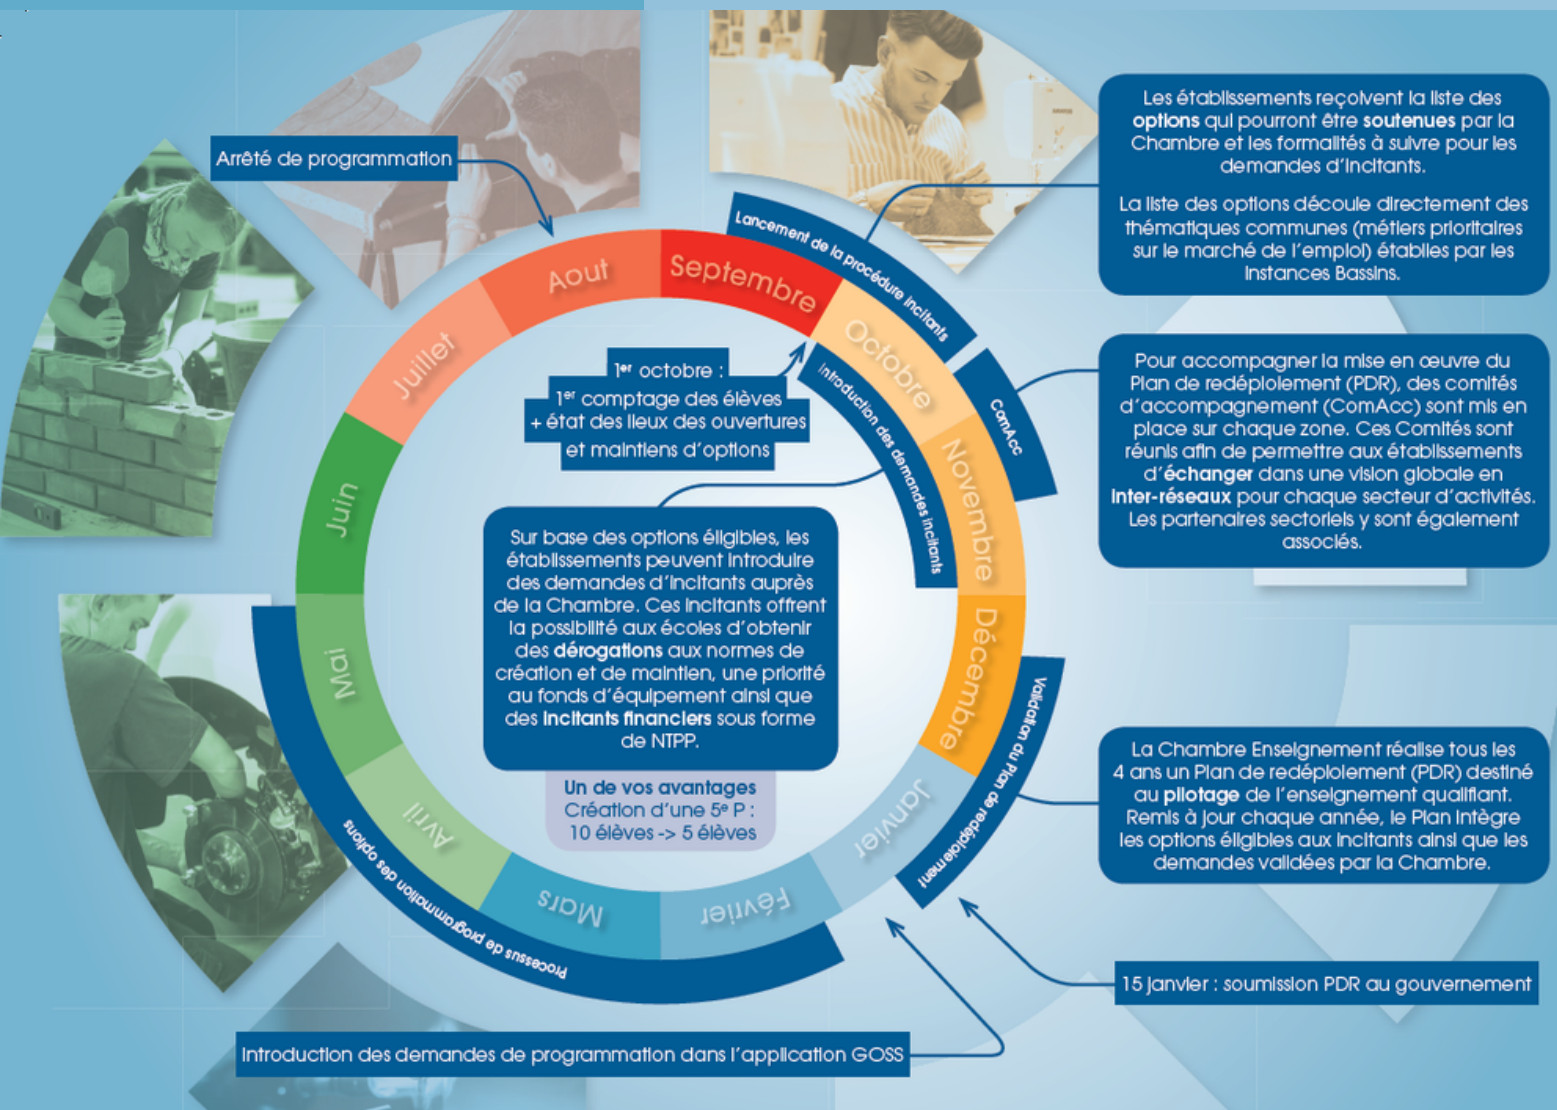 Arrêté de programmation
Les établissements reçoivent la liste des
options qui pourront être soutenues par la
Chambre et les formalités à suivre pour les
demandes d'incitants.
La liste des options découle directement des
thématiques communes (métiers prioritaires
sur le marché de l'emploi) établies par les
Instances Bassins.
Lancement de la procédure incitants
Aout
Septembre
Octobre
Novembre
Décembre
Janvier
Février
Mars
Avril
Mai
Juin
Juillet
1er octobre :
1er comptage des élèves
+ état des lieux des ouvertures
et maintiens d'options
Introduction des demandes incitants
ComAcc
Pour accompagner la mise en œuvre du
Plan de redéploiement (PDR), des comités
d'accompagnement (ComAcc) sont mis en
place sur chaque zone. Ces Comités sont
réunis afin de permettre aux établissements
d'échanger dans une vision globale en
inter-réseaux pour chaque secteur d'activités.
Les partenaires sectoriels y sont également
associés.
Sur base des options éligibles, les
établissements peuvent introduire
des demandes d'incitants auprès
de la Chambre. Ces incitants offrent
la possibilité aux écoles d'obtenir
des dérogations aux normes de
création et de maintien, une priorité
au fonds d'équipement ainsi que
des incitants financiers sous forme
de NTPP.
Un de vos avantages
Création d'une 5e P :
10 élèves -> 5 élèves
Validation du Plan de redéploiement
La Chambre Enseignement réalise tous les
4 ans un Plan de redéploiement (PDR) destiné
au pilotage de l'enseignement qualifiant.
Remis à jour chaque année, le Plan intègre
les options éligibles aux incitants ainsi que les
demandes validées par la Chambre.
Processus de programmation des options
15 janvier : soumission PDR au gouvernement
Introduction des demandes de programmation dans l'application GOSS